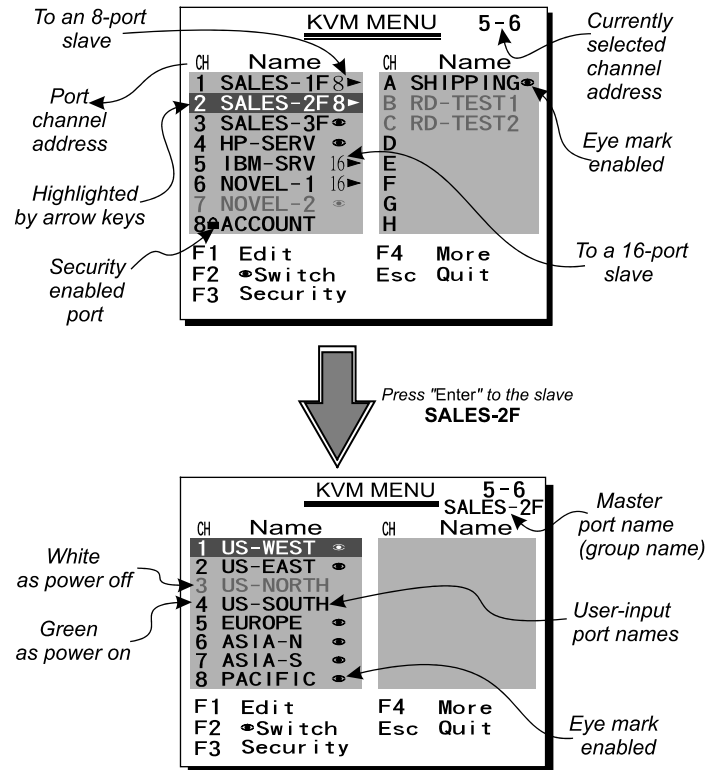 To an 8-port
slave
KVM MENU 5-6
Currently
selected
channel
address
CH Name CH Name
1 SALES-1F 8► A SHIPPING
2 SALES-2F 8► B RD-TEST1
3 SALES-3F C RD-TEST2
4 HP-SERV D
5 IBM-SRV 16► E
6 NOVEL-1 16► F
7 NOVEL-2 G
8 ACCOUNT H
F1 Edit F4 More
F2 Switch Esc Quit
F3 Security
Port
channel
address
Highlighted
by arrow keys
Security
enabled
port
Eye mark
enabled
To a 16-port
slave
Press "Enter" to the slave
SALES-2F
KVM MENU 5-6
SALES-2F
CH Name CH Name
1 US-WEST
2 US-EAST
3 US-NORTH
4 US-SOUTH
5 EUROPE
6 ASIA-N
7 ASIA-S
8 PACIFIC
F1 Edit F4 More
F2 Switch Esc Quit
F3 Security
White
as power off
Green
as power on
Master
port name
(group name)
User-input
port names
Eye mark
enabled